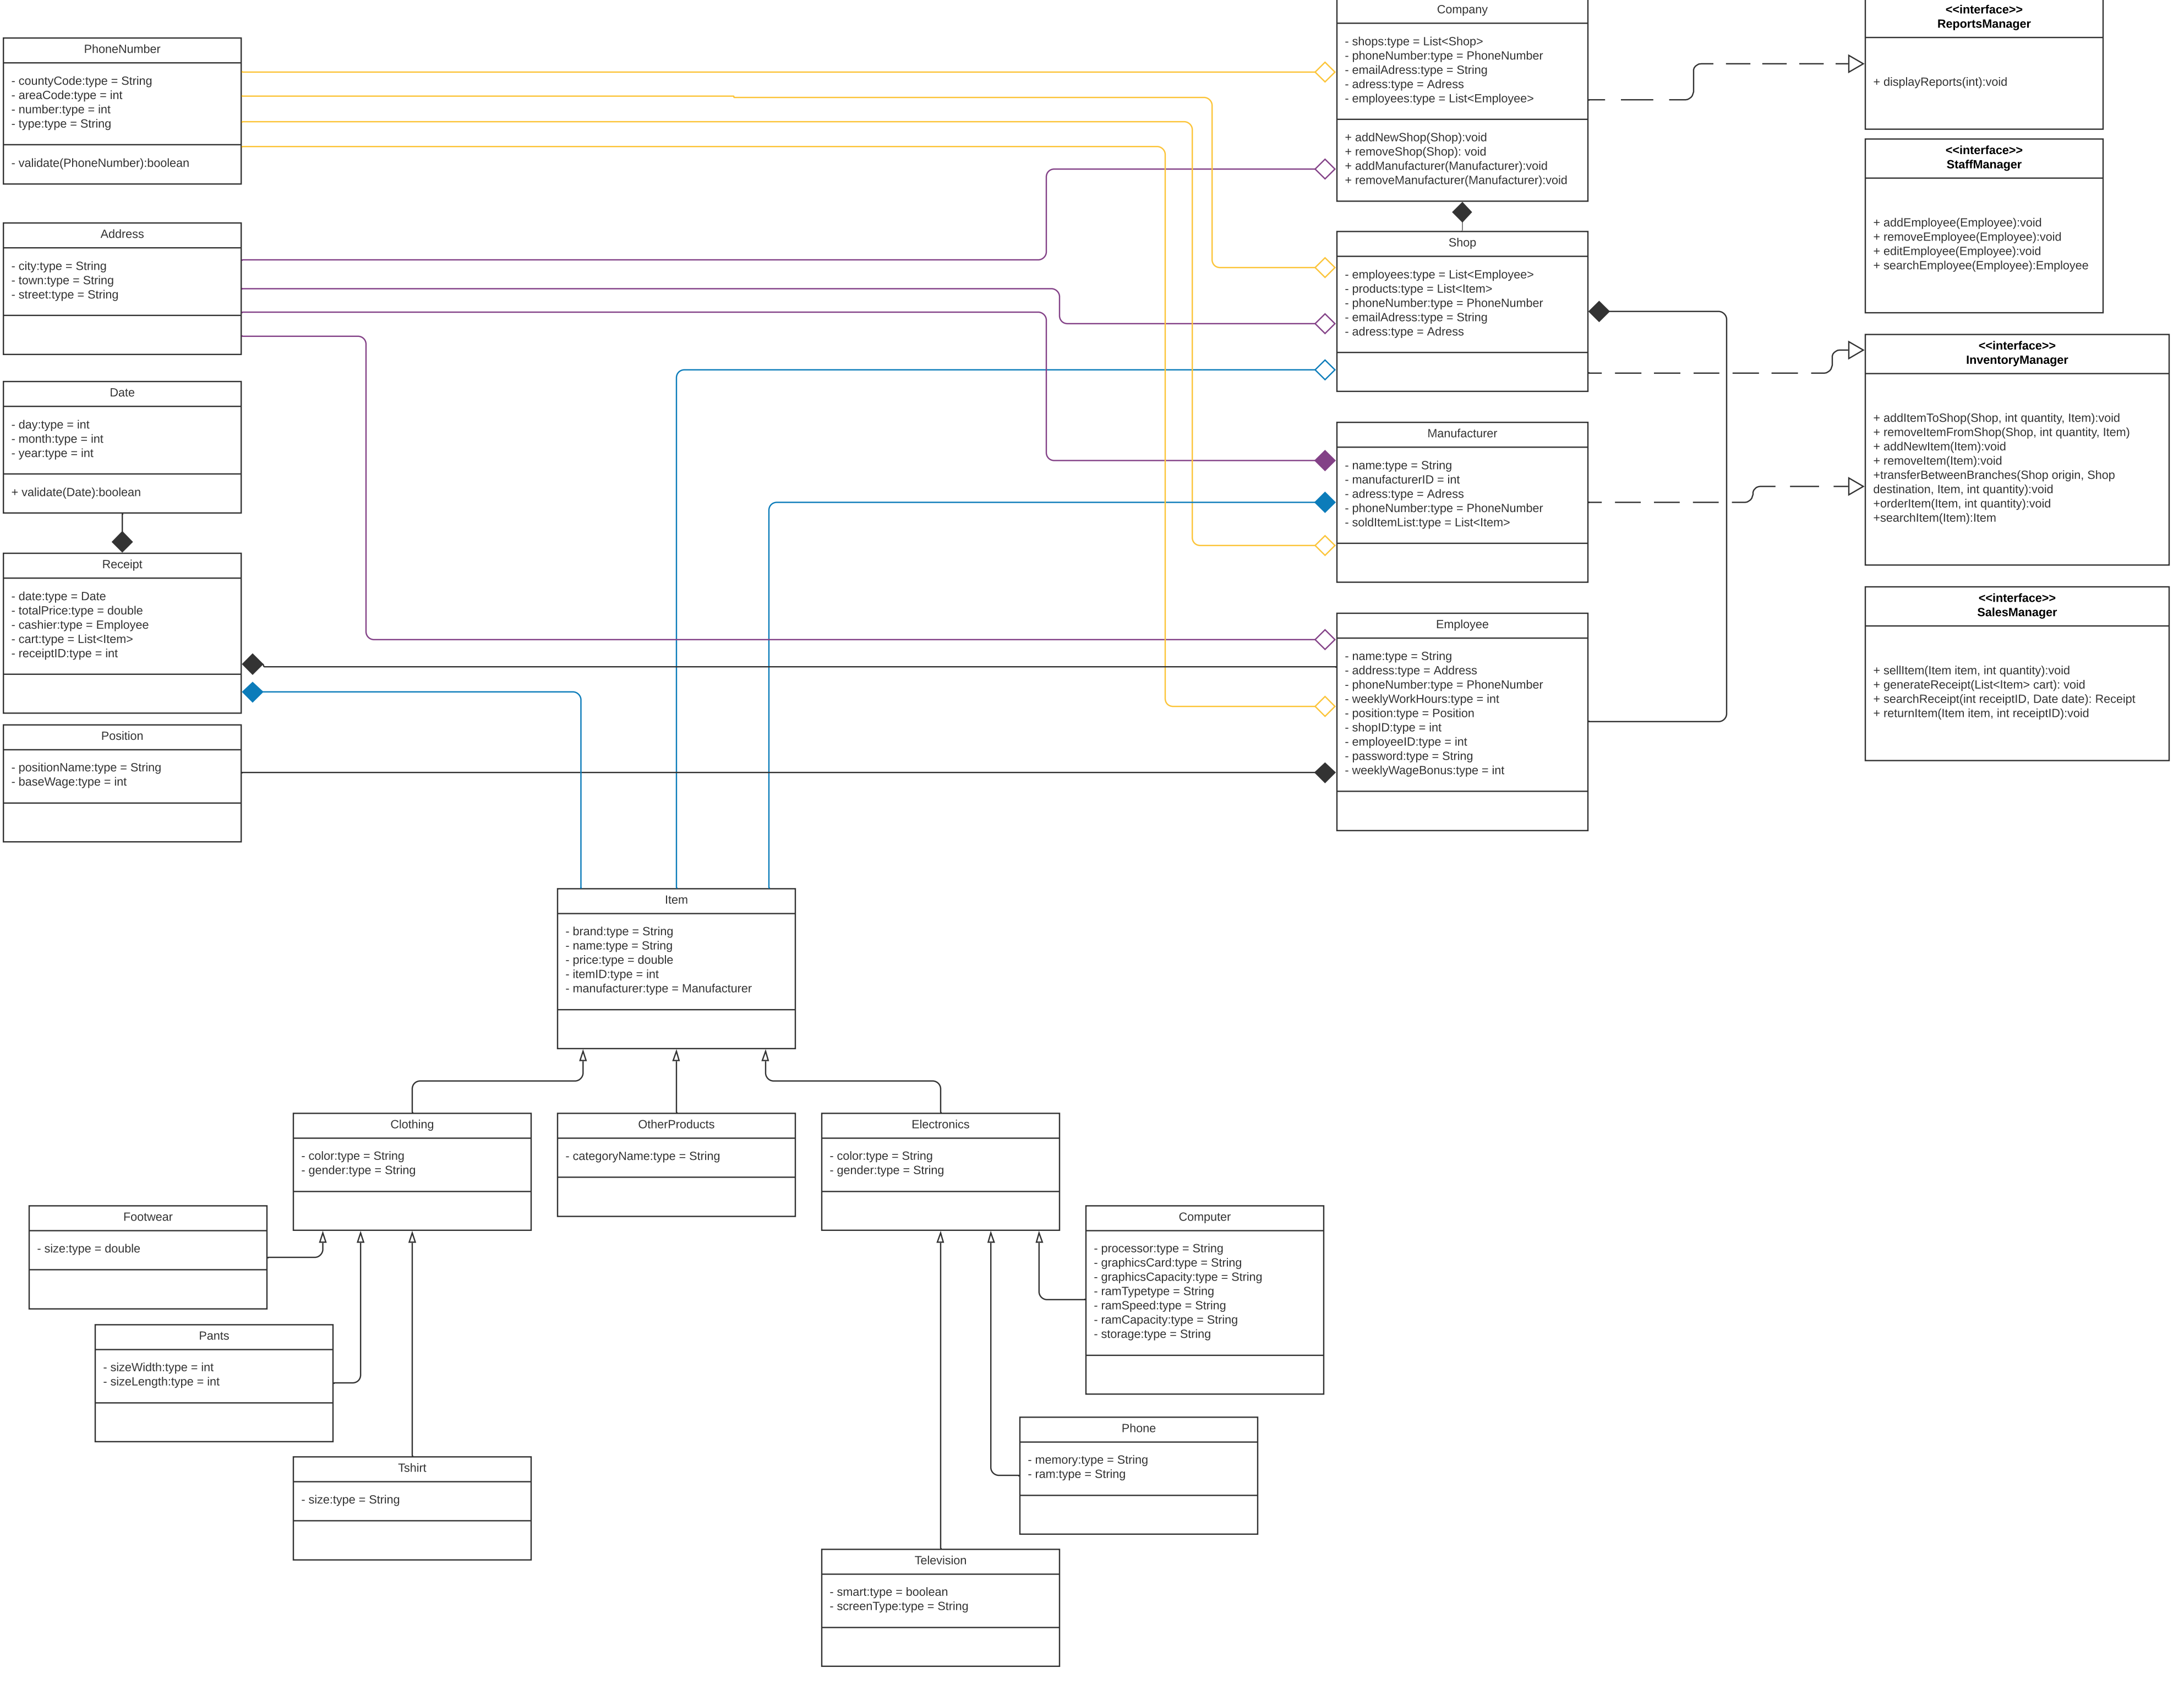 PhoneNumber
- countyCode:type = String
- areaCode:type = int
- number:type = int
- type:type = String
- validate(PhoneNumber):boolean
Address
- city:type = String
- town:type = String
- street:type = String
Date
- day:type = int
- month:type = int
- year:type = int
+ validate(Date):boolean
Receipt
- date:type = Date
- totalPrice:type = double
- cashier:type = Employee
- cart:type = List<Item>
- receiptID:type = int
Position
- positionName:type = String
- baseWage:type = int
Company
- shops:type = List<Shop>
- phoneNumber:type = PhoneNumber
- emailAdress:type = String
- adress:type = Adress
- employees:type = List<Employee>
+ addNewShop(Shop):void
+ removeShop(Shop): void
+ addManufacturer(Manufacturer):void
+ removeManufacturer(Manufacturer):void
Shop
- employees:type = List<Employee>
- products:type = List<Item>
- phoneNumber:type = PhoneNumber
- emailAdress:type = String
- adress:type = Adress
Manufacturer
- name:type = String
- manufacturerID = int
- adress:type = Adress
- phoneNumber:type = PhoneNumber
- soldItemList:type = List<Item>
Employee
- name:type = String
- address:type = Address
- phoneNumber:type = PhoneNumber
- weeklyWorkHours:type = int
- position:type = Position
- shopID:type = int
- employeeID:type = int
- password:type = String
- weeklyWageBonus:type = int
<<interface>>
ReportsManager
+ displayReports(int):void
<<interface>>
StaffManager
+ addEmployee(Employee):void
+ removeEmployee(Employee):void
+ editEmployee(Employee):void
+ searchEmployee(Employee):Employee
<<interface>>
InventoryManager
+ addItemToShop(Shop, int quantity, Item):void
+ removeItemFromShop(Shop, int quantity, Item)
+ addNewItem(Item):void
+ removeItem(Item):void
+transferBetweenBranches(Shop origin, Shop
destination, Item, int quantity):void
+orderItem(Item, int quantity):void
+searchItem(Item):Item
<<interface>>
SalesManager
+ sellItem(Item item, int quantity):void
+ generateReceipt(List<Item> cart): void
+ searchReceipt(int receiptID, Date date): Receipt
+ returnItem(Item item, int receiptID):void
Item
- brand:type = String
- name:type = String
- price:type = double
- itemID:type = int
- manufacturer:type = Manufacturer
Clothing
- color:type = String
- gender:type = String
OtherProducts
- categoryName:type = String
Electronics
- color:type = String
- gender:type = String
Footwear
- size:type = double
Pants
- sizeWidth:type = int
- sizeLength:type = int
Tshirt
- size:type = String
Computer
- processor:type = String
- graphicsCard:type = String
- graphicsCapacity:type = String
- ramTypetype = String
- ramSpeed:type = String
- ramCapacity:type = String
- storage:type = String
Phone
- memory:type = String
- ram:type = String
Television
- smart:type = boolean
- screenType:type = String